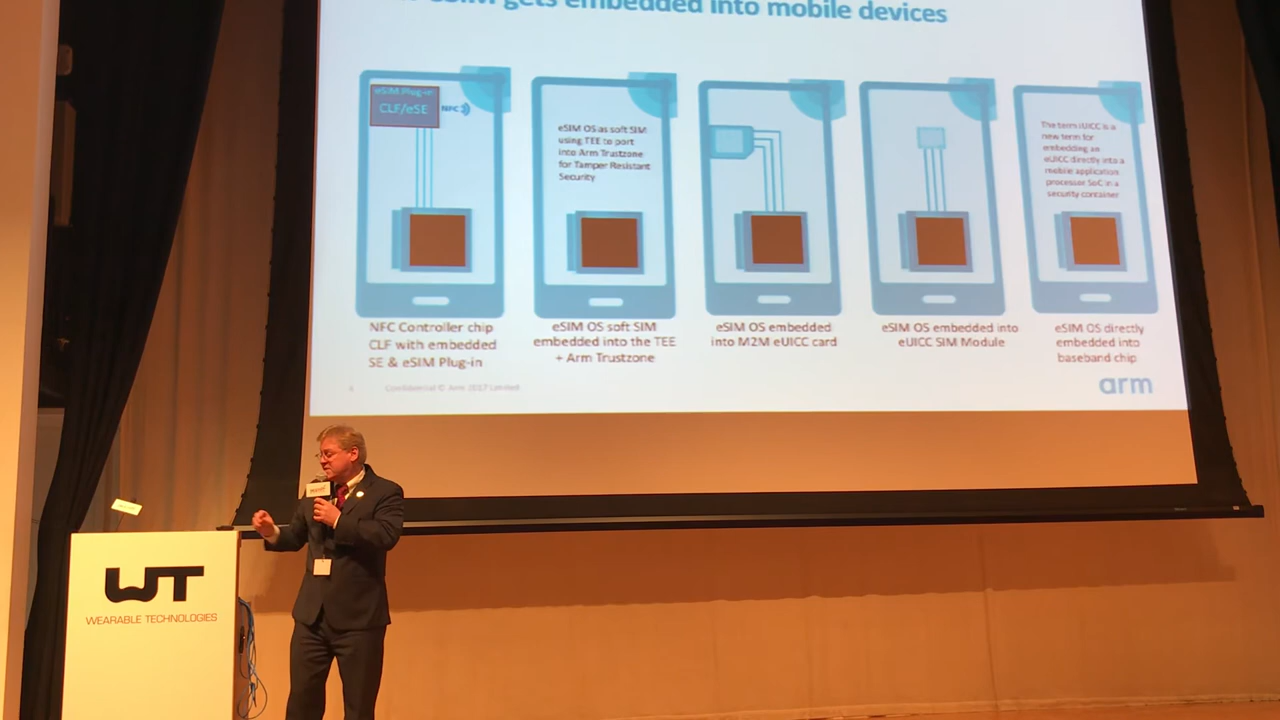 eSIM gets embedded into mobile devices
eSIM Plug-in
CLF/eSE
NFC
eSIM OS as soft SIM
using TEE to port
into Arm Trustzone
for Tamper Resistant
Security
The term iUICC is a
new term for
embedding an
eUICC directly into a
mobile application
processor SoC in a
security container
NFC Controller chip
CLF with embedded
SE & eSIM Plug-in
eSIM OS soft SIM
embedded into the TEE
+ Arm Trustzone
eSIM OS embedded
into M2M eUICC card
eSIM OS embedded into
eUICC SIM Module
eSIM OS directly
embedded into
baseband chip
Confidential © Arm 2017 Limited
arm
WT
WEARABLE TECHNOLOGIES